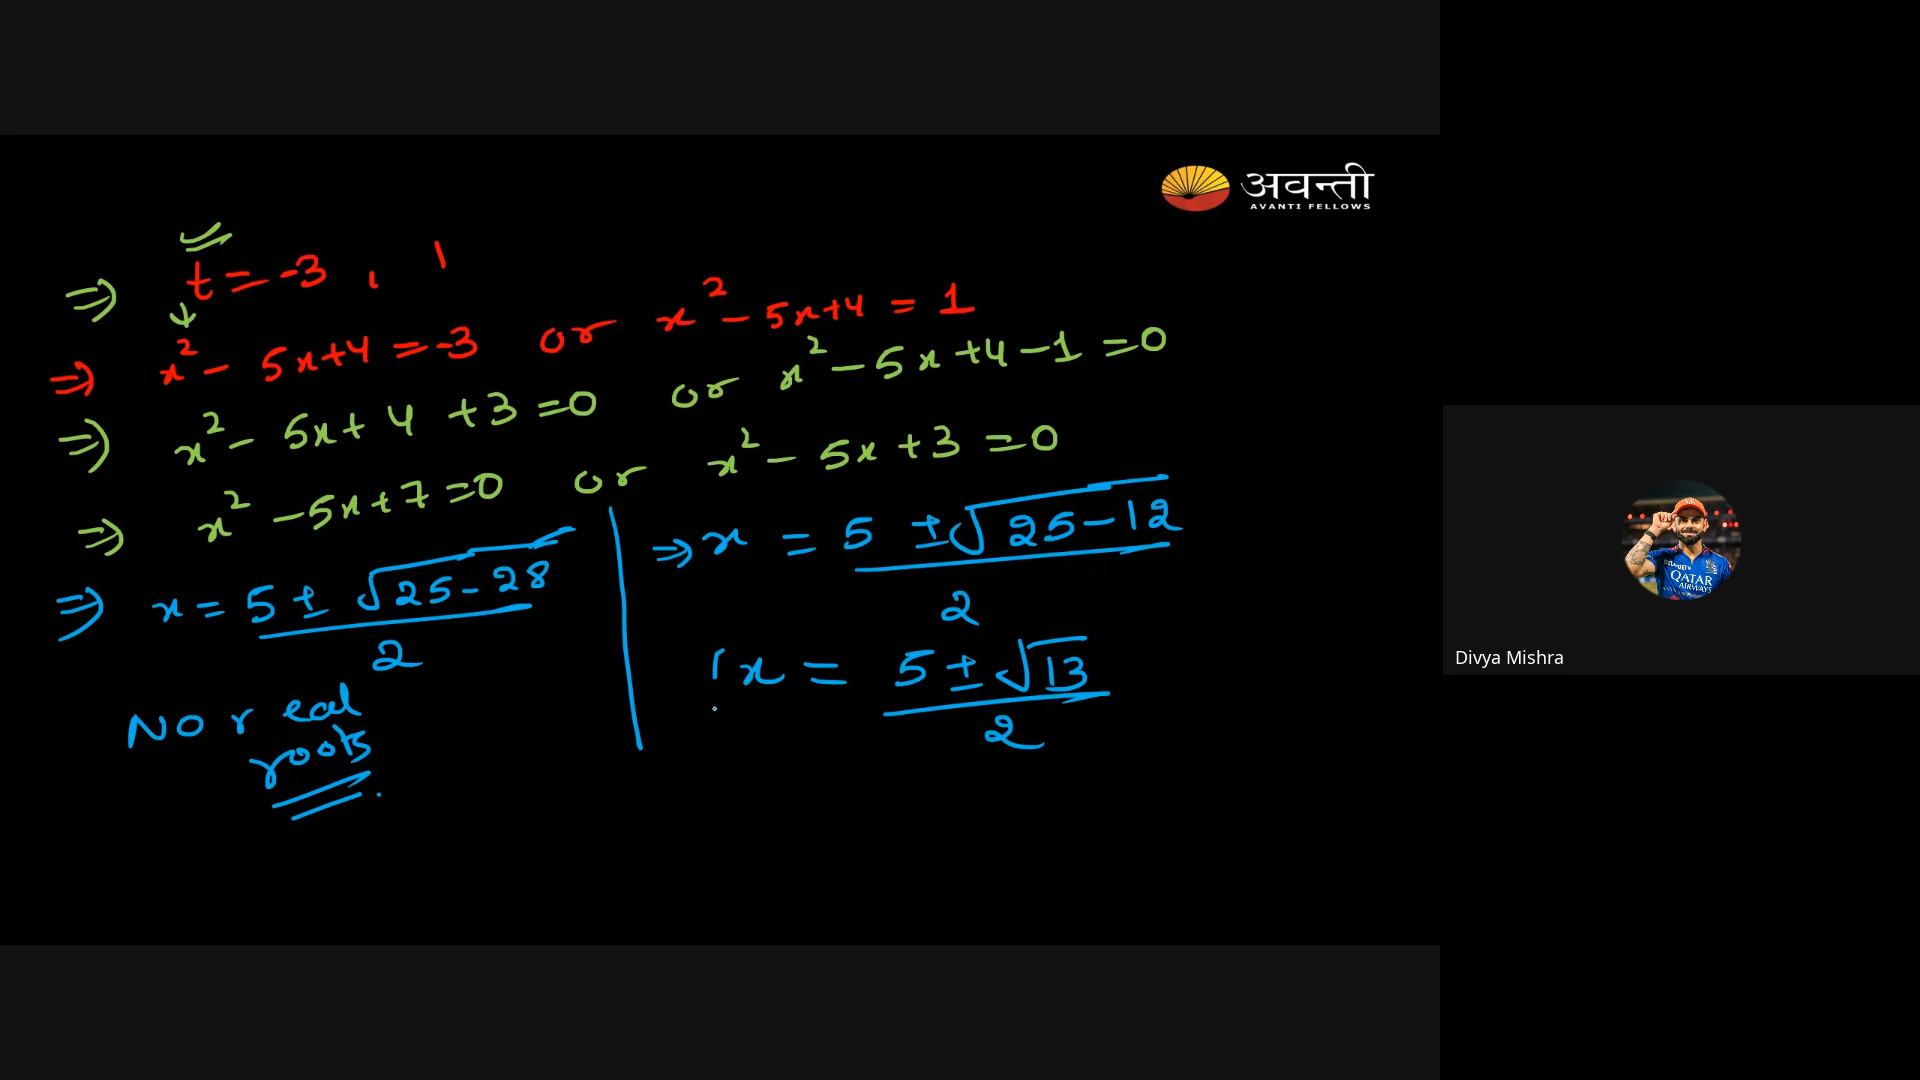 अवन्ती
AVANTI FELLOWS
⇒ t = -3 , 1
⇒ x² - 5x+4 = -3 or x² - 5x+4 = 1
⇒ x² - 5x + 4 + 3 = 0 or x² - 5x + 4 - 1 = 0
⇒ x² - 5x + 7 = 0 or x² - 5x + 3 = 0
⇒ x = (5 ± √(25-28))/2
No real
roots
⇒ x = (5 ± √(25-12))/2
x = (5 ± √13)/2
QATAR
AIRWAYS
Divya Mishra